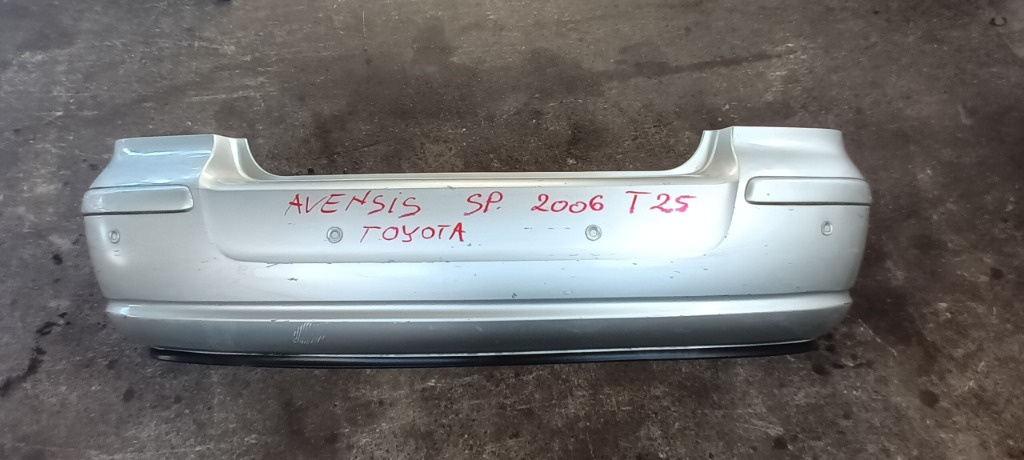 AVENSIS SP. 2006 T25
TOYOTA